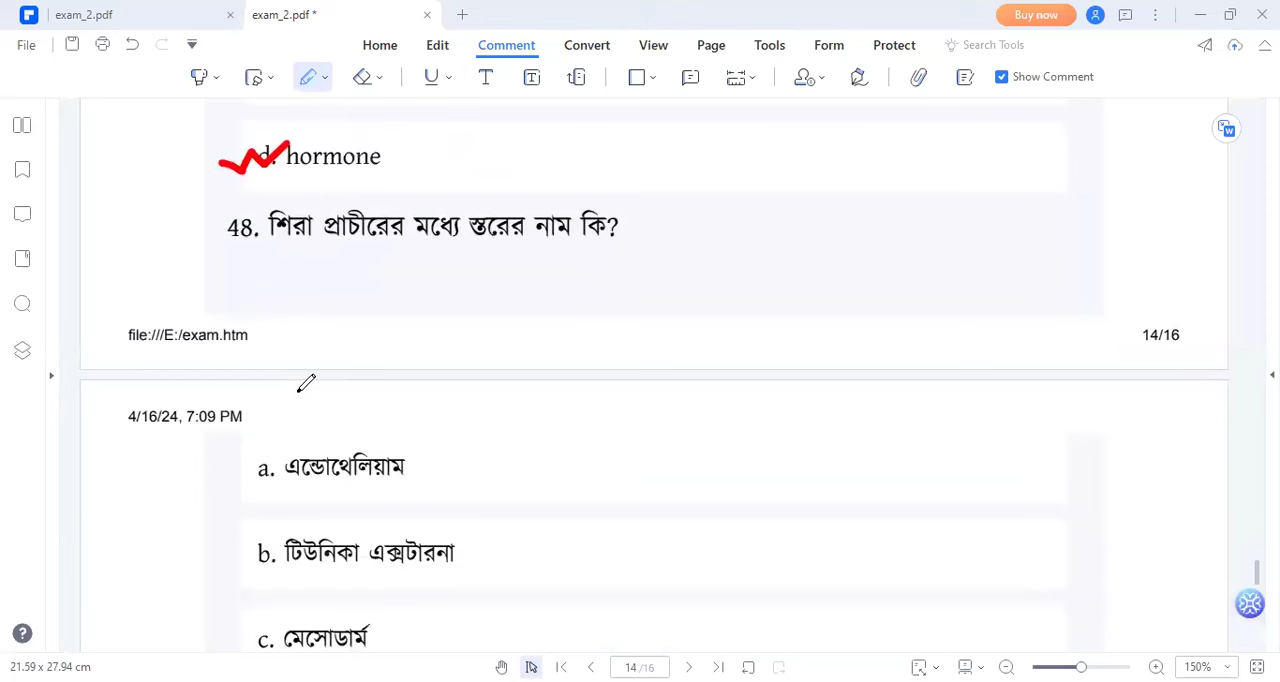 exam_2.pdf
exam_2.pdf *
Buy now
File
Home Edit Comment Convert View Page Tools Form Protect Search Tools
Show Comment
d. hormone
48. শিরা প্রাচীরের মধ্যে স্তরের নাম কি?
file:///E:/exam.htm 14/16
4/16/24, 7:09 PM
a. এন্ডোথেলিয়াম
b. টিউনিকা এক্সটারনা
c. মেসোডার্ম
21.59 x 27.94 cm 14 /16 150%